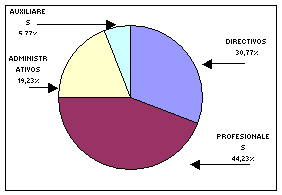 AUXILIARE
S
5,77%
DIRECTIVOS
30,77%
ADMINISTR
ATIVOS
19,23%
PROFESIONALE
S
44,23%